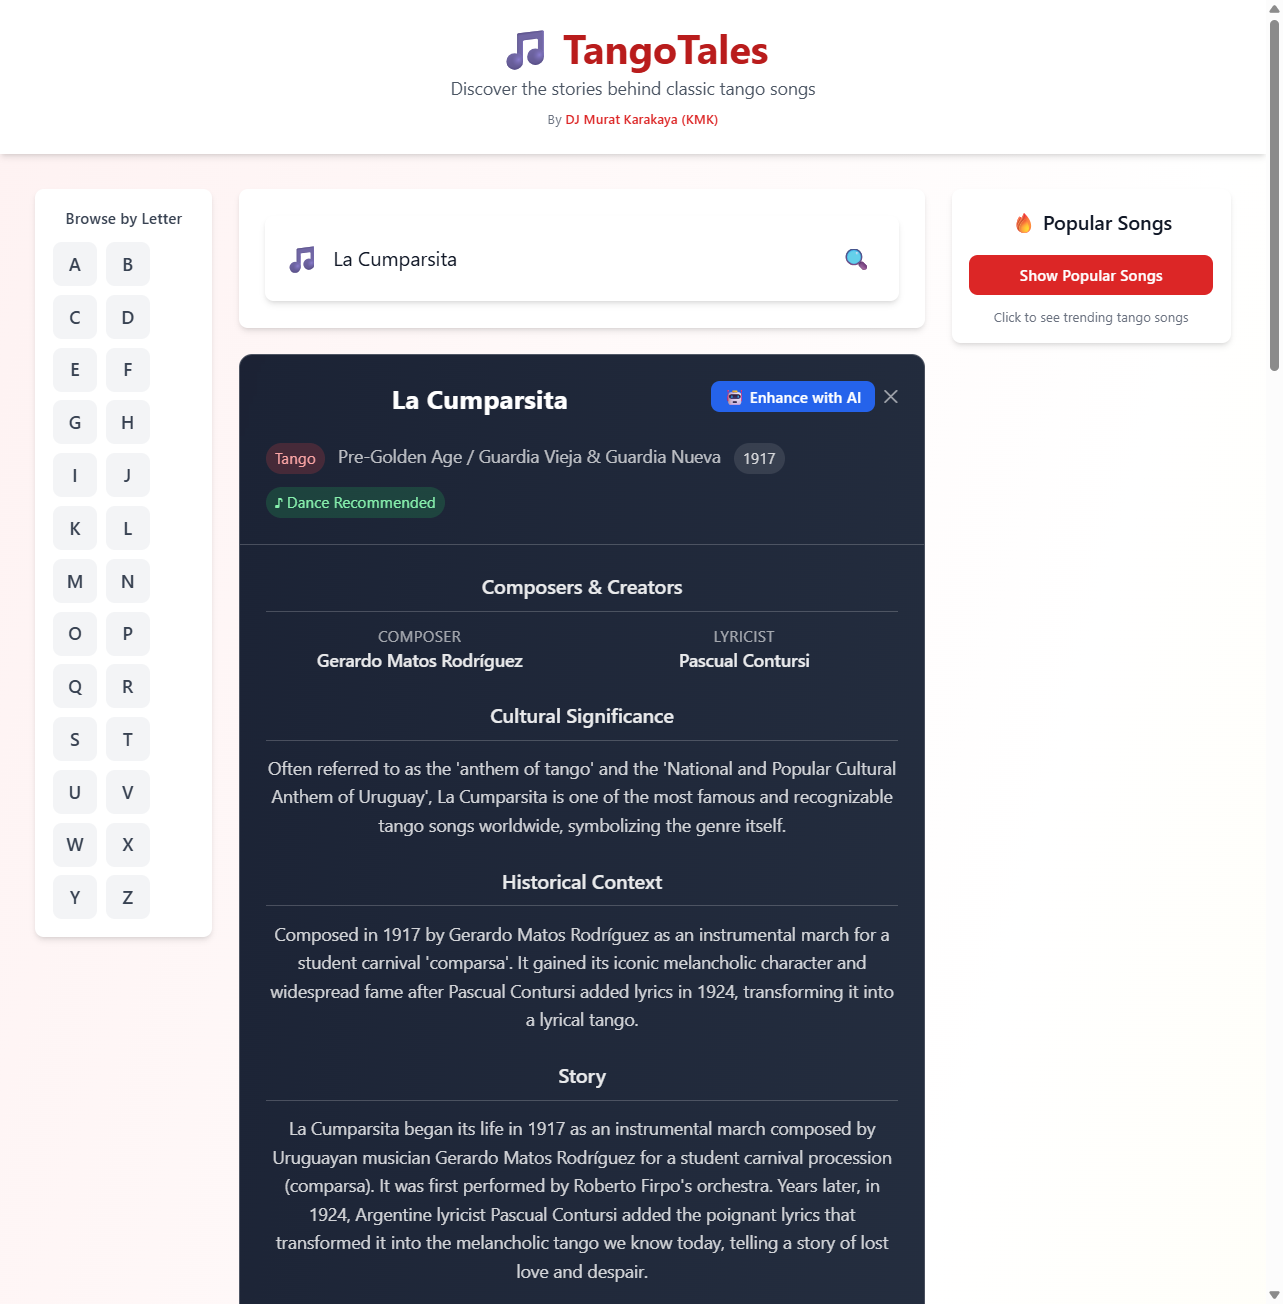 TangoTales
Discover the stories behind classic tango songs
By DJ Murat Karakaya (KMK)
Browse by Letter
A B
C D
E F
G H
I J
K L
M N
O P
Q R
S T
U V
W X
Y Z
La Cumparsita
Popular Songs
Show Popular Songs
Click to see trending tango songs
La Cumparsita
Enhance with AI
Tango Pre-Golden Age / Guardia Vieja & Guardia Nueva 1917
♪ Dance Recommended
Composers & Creators
COMPOSER LYRICIST
Gerardo Matos Rodríguez Pascual Contursi
Cultural Significance
Often referred to as the 'anthem of tango' and the 'National and Popular Cultural
Anthem of Uruguay', La Cumparsita is one of the most famous and recognizable
tango songs worldwide, symbolizing the genre itself.
Historical Context
Composed in 1917 by Gerardo Matos Rodríguez as an instrumental march for a
student carnival 'comparsa'. It gained its iconic melancholic character and
widespread fame after Pascual Contursi added lyrics in 1924, transforming it into
a lyrical tango.
Story
La Cumparsita began its life in 1917 as an instrumental march composed by
Uruguayan musician Gerardo Matos Rodríguez for a student carnival procession
(comparsa). It was first performed by Roberto Firpo's orchestra. Years later, in
1924, Argentine lyricist Pascual Contursi added the poignant lyrics that
transformed it into the melancholic tango we know today, telling a story of lost
love and despair.